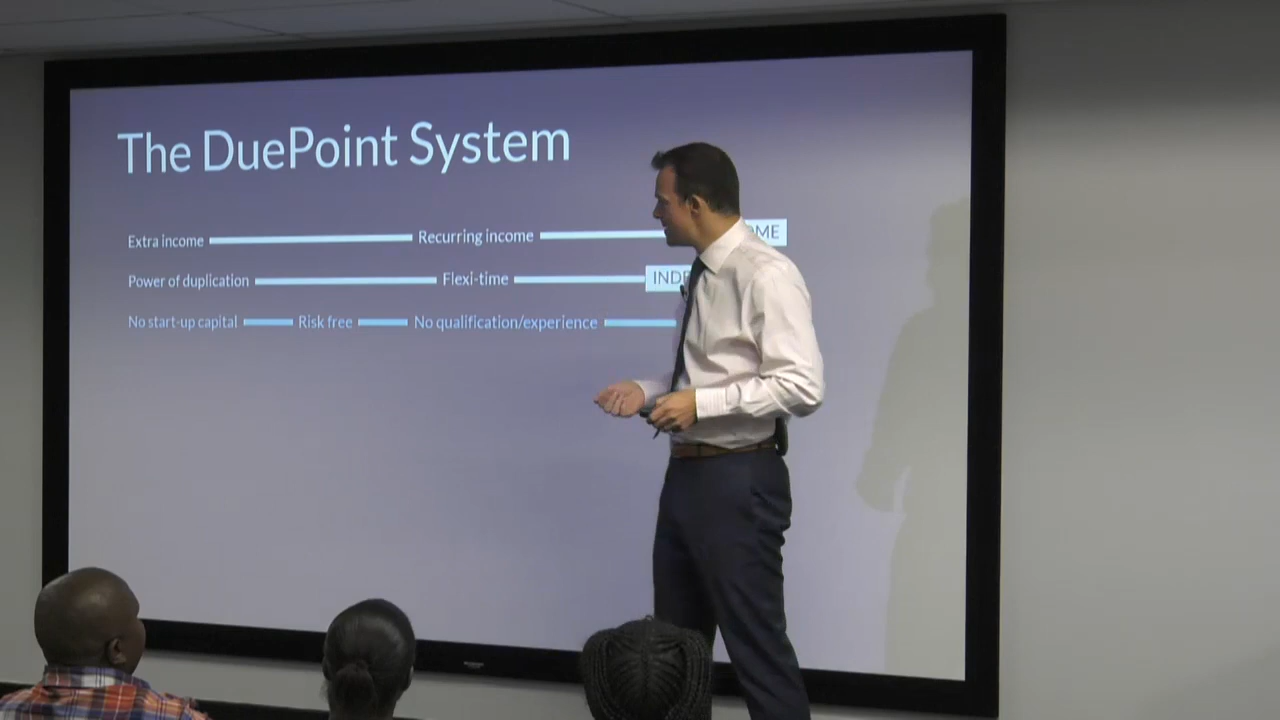 The DuePoint System
Extra income Recurring income
Power of duplication Flexi-time
No start-up capital Risk free No qualification/experience